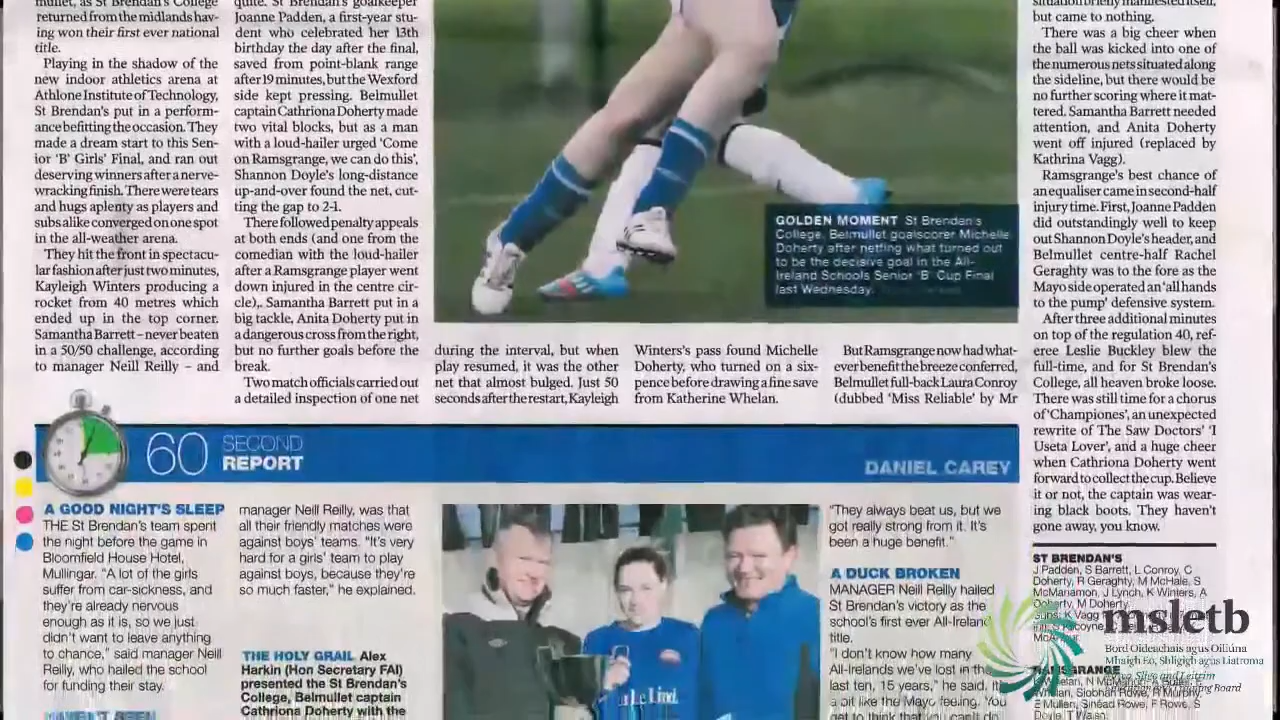 mullet, as St Brendan's College
returned from the midlands hav-
ing won their first ever national
title.
Playing in the shadow of the
new indoor athletics arena at
Athlone Institute of Technology,
St Brendan's put in a perform-
ance befitting the occasion. They
made a dream start to this Sen-
ior 'B' Girls' Final, and ran out
deserving winners after a nerve-
wracking finish. There were tears
and hugs aplenty as players and
subs alike converged on one spot
in the all-weather arena.
They hit the front in spectacu-
lar fashion after just two minutes,
Kayleigh Winters producing a
rocket from 40 metres which
ended up in the top corner.
Samantha Barrett – never beaten
in a 50/50 challenge, according
to manager Neill Reilly – and
quite. St Brendan's goalkeeper
Joanne Padden, a first-year stu-
dent who celebrated her 13th
birthday the day after the final,
saved from point-blank range
after 19 minutes, but the Wexford
side kept pressing. Belmullet
captain Cathriona Doherty made
two vital blocks, but as a man
with a loud-hailer urged 'Come
on Ramsgrange, we can do this',
Shannon Doyle's long-distance
up-and-over found the net, cut-
ting the gap to 2-1.
There followed penalty appeals
at both ends (and one from the
comedian with the loud-hailer
after a Ramsgrange player went
down injured in the centre cir-
cle),. Samantha Barrett put in a
big tackle, Anita Doherty put in
a dangerous cross from the right,
but no further goals before the
break.
Two match officials carried out
a detailed inspection of one net
GOLDEN MOMENT St Brendan's
College, Belmullet goalscorer Michelle
Doherty after netting what turned out
to be the decisive goal in the All-
Ireland Schools Senior 'B' Cup Final
last Wednesday.
during the interval, but when
play resumed, it was the other
net that almost bulged. Just 50
seconds after the restart, Kayleigh
Winters's pass found Michelle
Doherty, who turned on a six-
pence before drawing a fine save
from Katherine Whelan.
But Ramsgrange now had what-
ever benefit the breeze conferred,
Belmullet full-back Laura Conroy
(dubbed 'Miss Reliable' by Mr
situation briefly manifested itself,
but came to nothing.
There was a big cheer when
the ball was kicked into one of
the numerous nets situated along
the sideline, but there would be
no further scoring where it mat-
tered. Samantha Barrett needed
attention, and Anita Doherty
went off injured (replaced by
Kathrina Vagg).
Ramsgrange's best chance of
an equaliser came in second-half
injury time. First, Joanne Padden
did outstandingly well to keep
out Shannon Doyle's header, and
Belmullet centre-half Rachel
Geraghty was to the fore as the
Mayo side operated an 'all hands
to the pump' defensive system.
After three additional minutes
on top of the regulation 40, ref-
eree Leslie Buckley blew the
full-time, and for St Brendan's
College, all heaven broke loose.
There was still time for a chorus
of 'Championes', an unexpected
rewrite of The Saw Doctors' 'I
Useta Lover', and a huge cheer
when Cathriona Doherty went
forward to collect the cup. Believe
it or not, the captain was wear-
ing black boots. They haven't
gone away, you know.
60 SECOND
REPORT
DANIEL CAREY
A GOOD NIGHT'S SLEEP
THE St Brendan's team spent
the night before the game in
Bloomfield House Hotel,
Mullingar. "A lot of the girls
suffer from car-sickness, and
they're already nervous
enough as it is, so we just
didn't want to leave anything
to chance," said manager Neill
Reilly, who hailed the school
for funding their stay.
manager Neill Reilly, was that
all their friendly matches were
against boys' teams. "It's very
hard for a girls' team to play
against boys, because they're
so much faster," he explained.
THE HOLY GRAIL Alex
Harkin (Hon Secretary FAI)
presented the St Brendan's
College, Belmullet captain
Cathriona Doherty with the
"They always beat us, but we
got really strong from it. It's
been a huge benefit."
A DUCK BROKEN
MANAGER Neill Reilly hailed
St Brendan's victory as the
school's first ever All-Ireland
title.
"I don't know how many
All-Irelands we've lost in the
last ten, 15 years," he said. It
a bit like the Mayo feeling. You
get to think that you can't do
ST BRENDAN'S
J Padden, S Barrett, L Conroy, C
Doherty, R Geraghty, M McHale, S
McManamon, J Lynch, K Winters, A
Doherty, M Doherty.
msletb
Bord Oideachais agus Oiliúna
Mhaigh Eo, Shligigh agus Liatroma
Mayo, Sligo and Leitrim
Education and Training Board